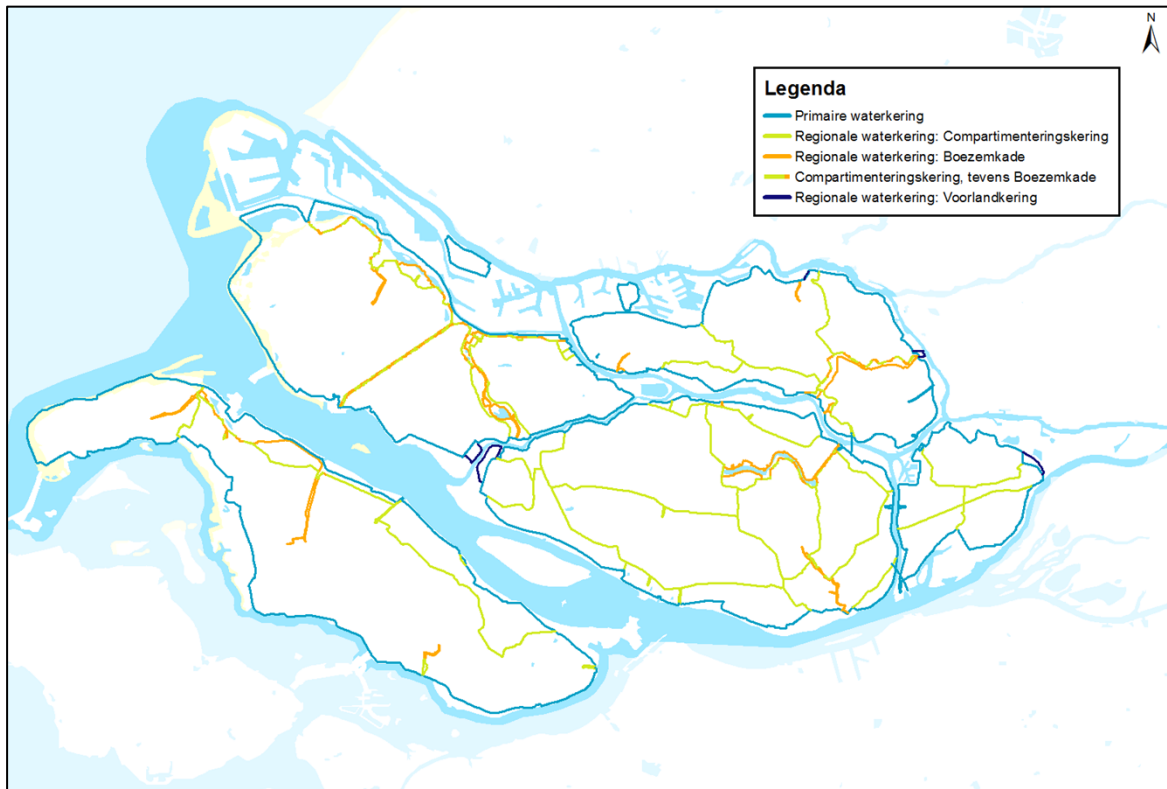 N
Legenda
Primaire waterkering
Regionale waterkering: Compartimenteringskering
Regionale waterkering: Boezemkade
Compartimenteringskering, tevens Boezemkade
Regionale waterkering: Voorlandkering